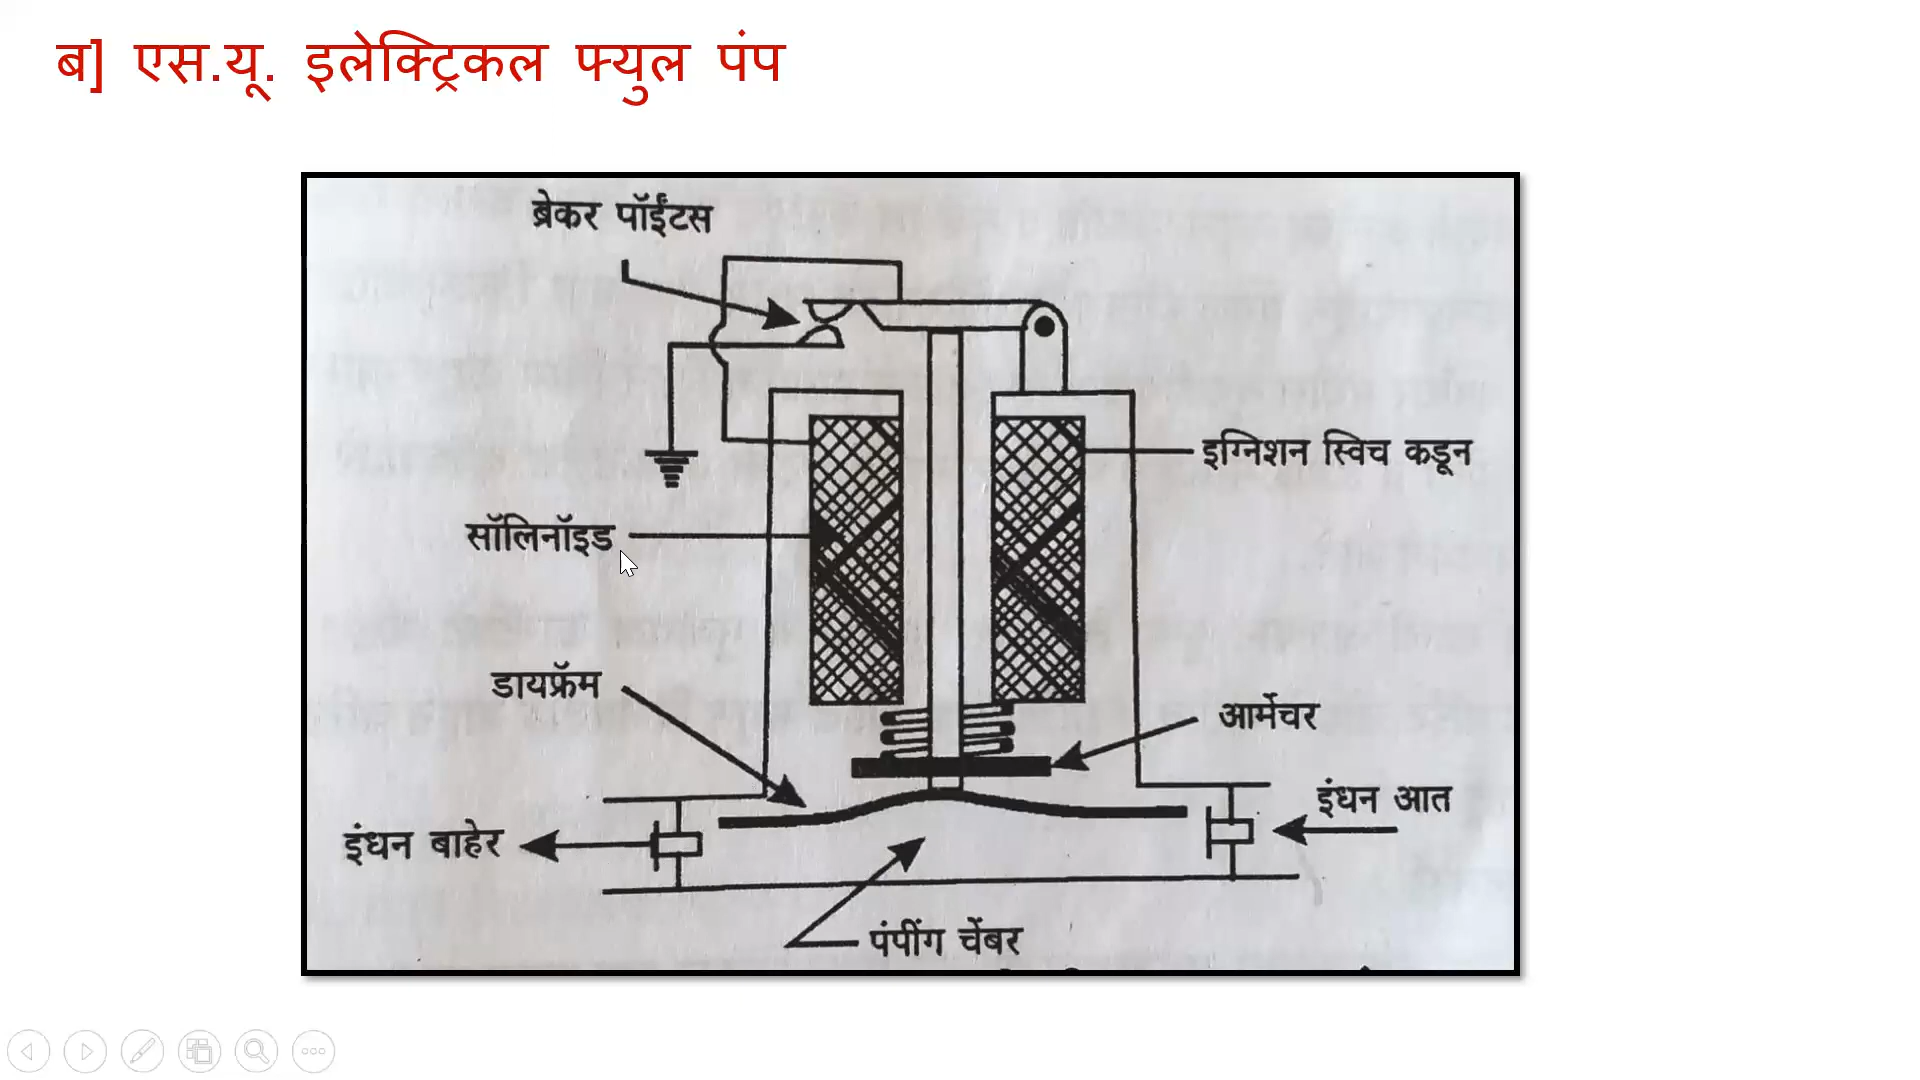 ब] एस.यू. इलेक्ट्रिकल फ्युल पंप
ब्रेकर पॉईंटस
इग्निशन स्विच कडून
सॉलिनॉइड
डायफ्रॅम
आर्मेचर
इंधन आत
इंधन बाहेर
पंपींग चेंबर